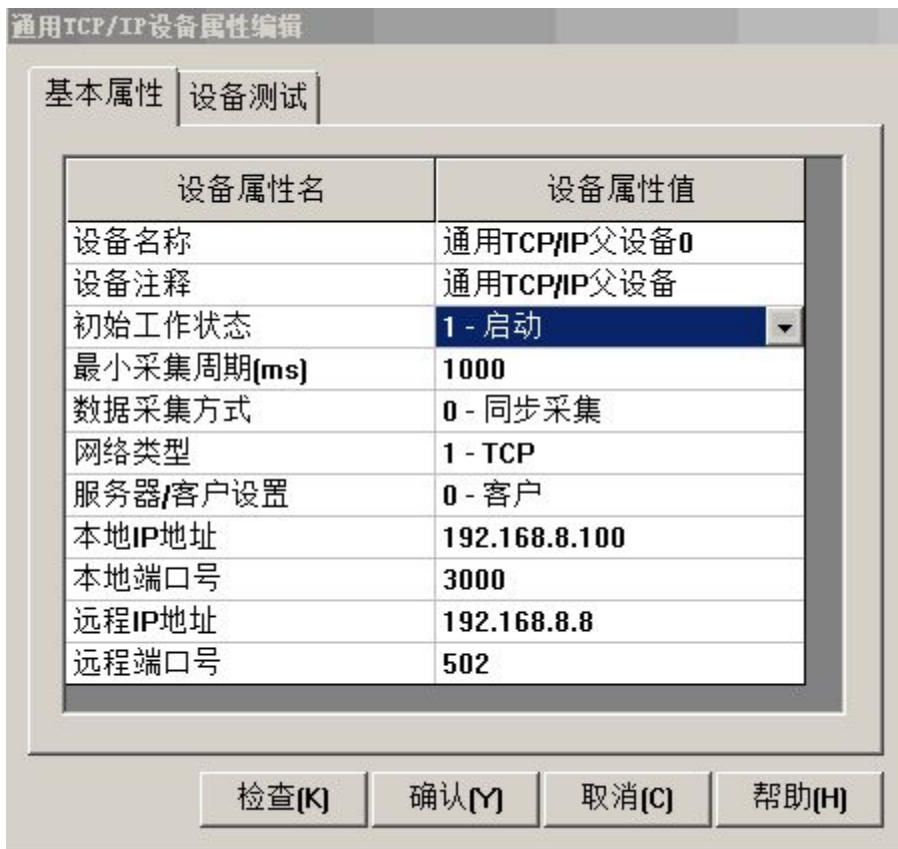 通用TCP/IP设备属性编辑
基本属性 设备测试
设备属性名 设备属性值
设备名称 通用TCP/IP父设备0
设备注释 通用TCP/IP父设备
初始工作状态 1 - 启动
最小采集周期(ms) 1000
数据采集方式 0 - 同步采集
网络类型 1 - TCP
服务器/客户设置 0 - 客户
本地IP地址 192.168.8.100
本地端口号 3000
远程IP地址 192.168.8.8
远程端口号 502
检查(K) 确认(Y) 取消(C) 帮助(H)